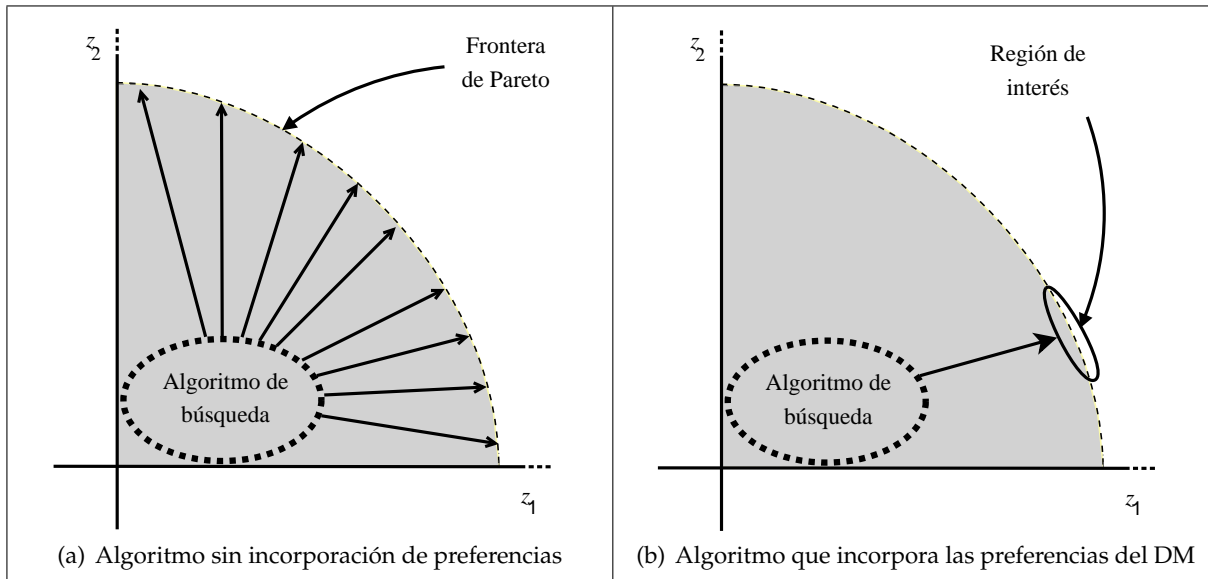 z2
Frontera
de Pareto
Algoritmo de
búsqueda
z1
(a) Algoritmo sin incorporación de preferencias
z2
Región de
interés
Algoritmo de
búsqueda
z1
(b) Algoritmo que incorpora las preferencias del DM